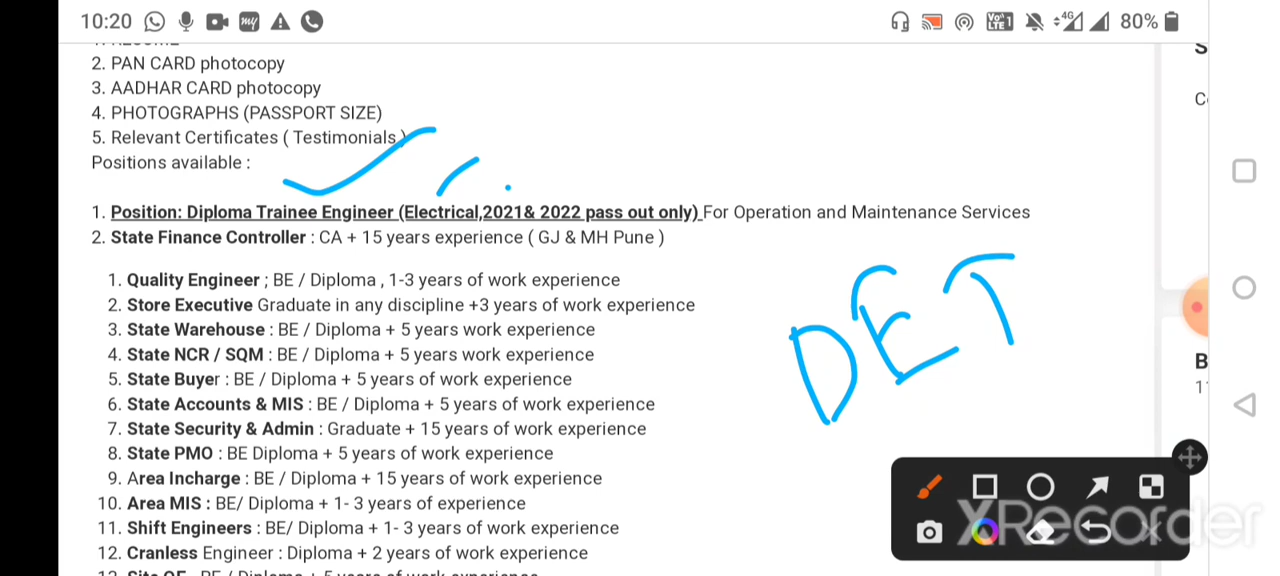 10:20 80%
2. PAN CARD photocopy
3. AADHAR CARD photocopy
4. PHOTOGRAPHS (PASSPORT SIZE)
5. Relevant Certificates ( Testimonials )
Positions available :
1. Position: Diploma Trainee Engineer (Electrical,2021& 2022 pass out only) For Operation and Maintenance Services
2. State Finance Controller : CA + 15 years experience ( GJ & MH Pune )
1. Quality Engineer ; BE / Diploma , 1-3 years of work experience
2. Store Executive Graduate in any discipline +3 years of work experience
3. State Warehouse : BE / Diploma + 5 years work experience
4. State NCR / SQM : BE / Diploma + 5 years work experience
5. State Buyer : BE / Diploma + 5 years of work experience
6. State Accounts & MIS : BE / Diploma + 5 years of work experience
7. State Security & Admin : Graduate + 15 years of work experience
8. State PMO : BE Diploma + 5 years of work experience
9. Area Incharge : BE / Diploma + 15 years of work experience
10. Area MIS : BE/ Diploma + 1- 3 years of experience
11. Shift Engineers : BE/ Diploma + 1- 3 years of work experience
12. Cranless Engineer : Diploma + 2 years of work experience
DET
XRecorder